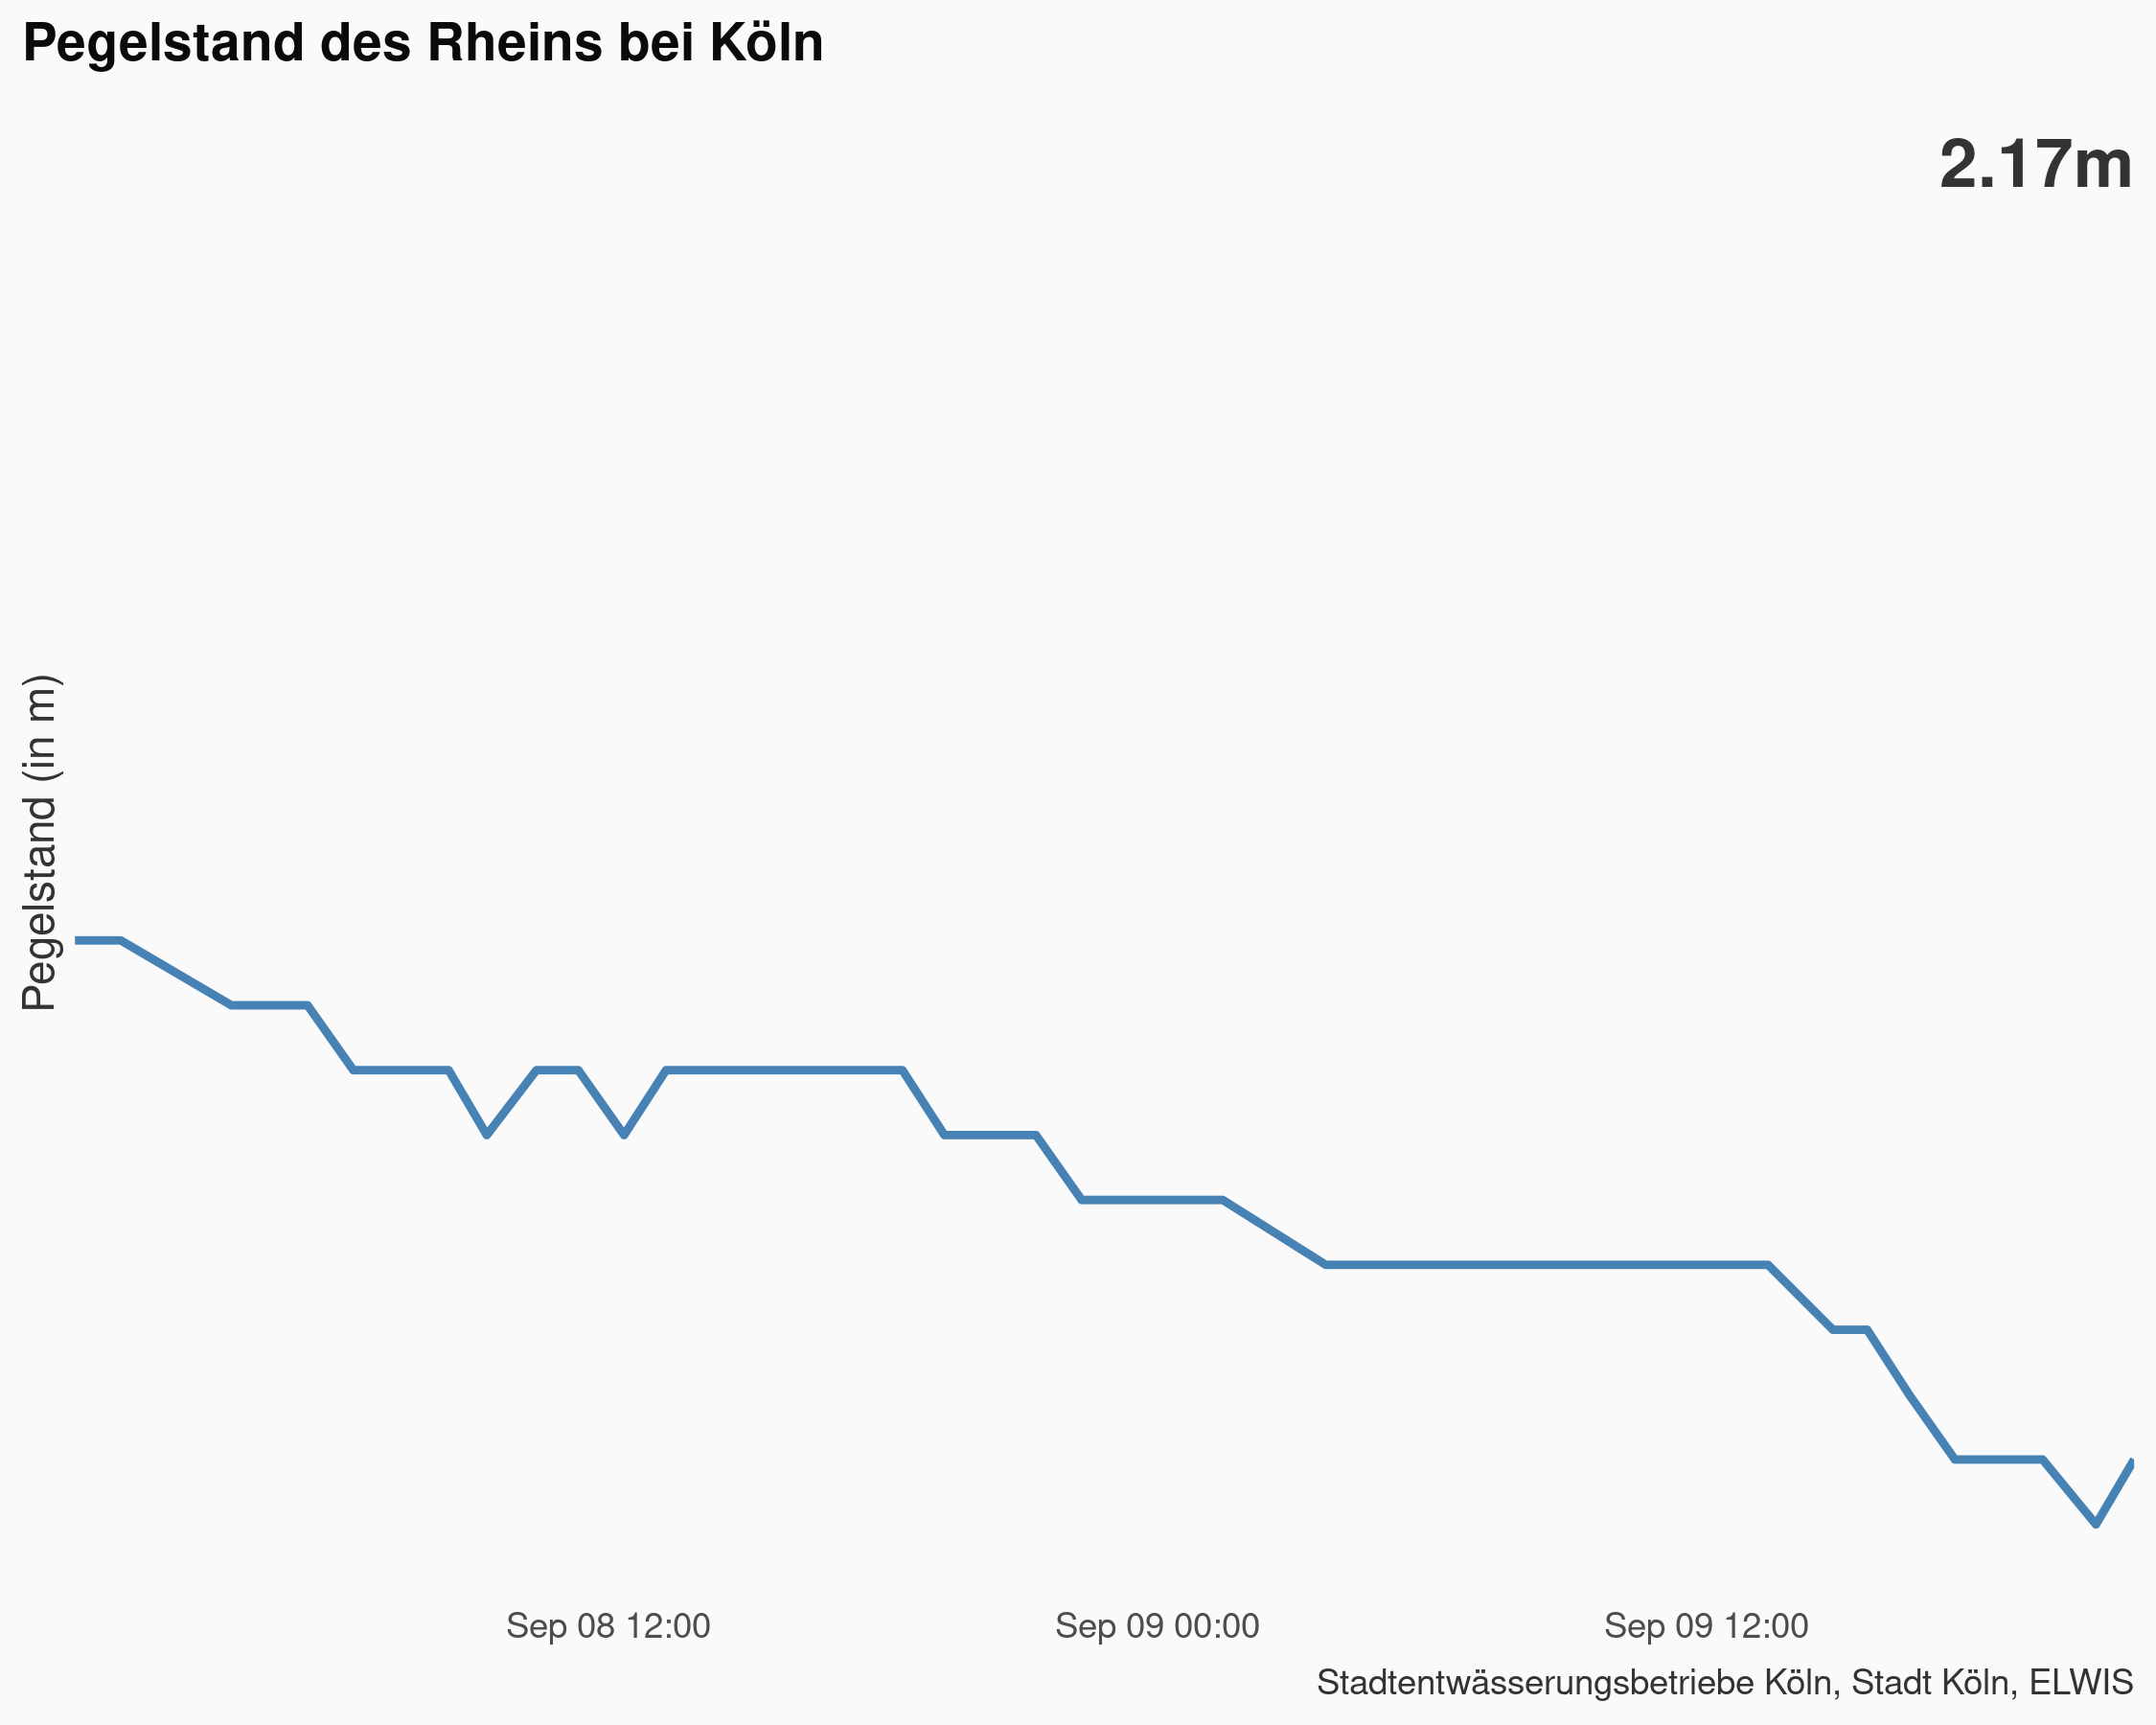 Pegelstand des Rheins bei Köln
2.17m
Pegelstand (in m)
Sep 08 12:00
Sep 09 00:00
Sep 09 12:00
Stadtentwässerungsbetriebe Köln, Stadt Köln, ELWIS